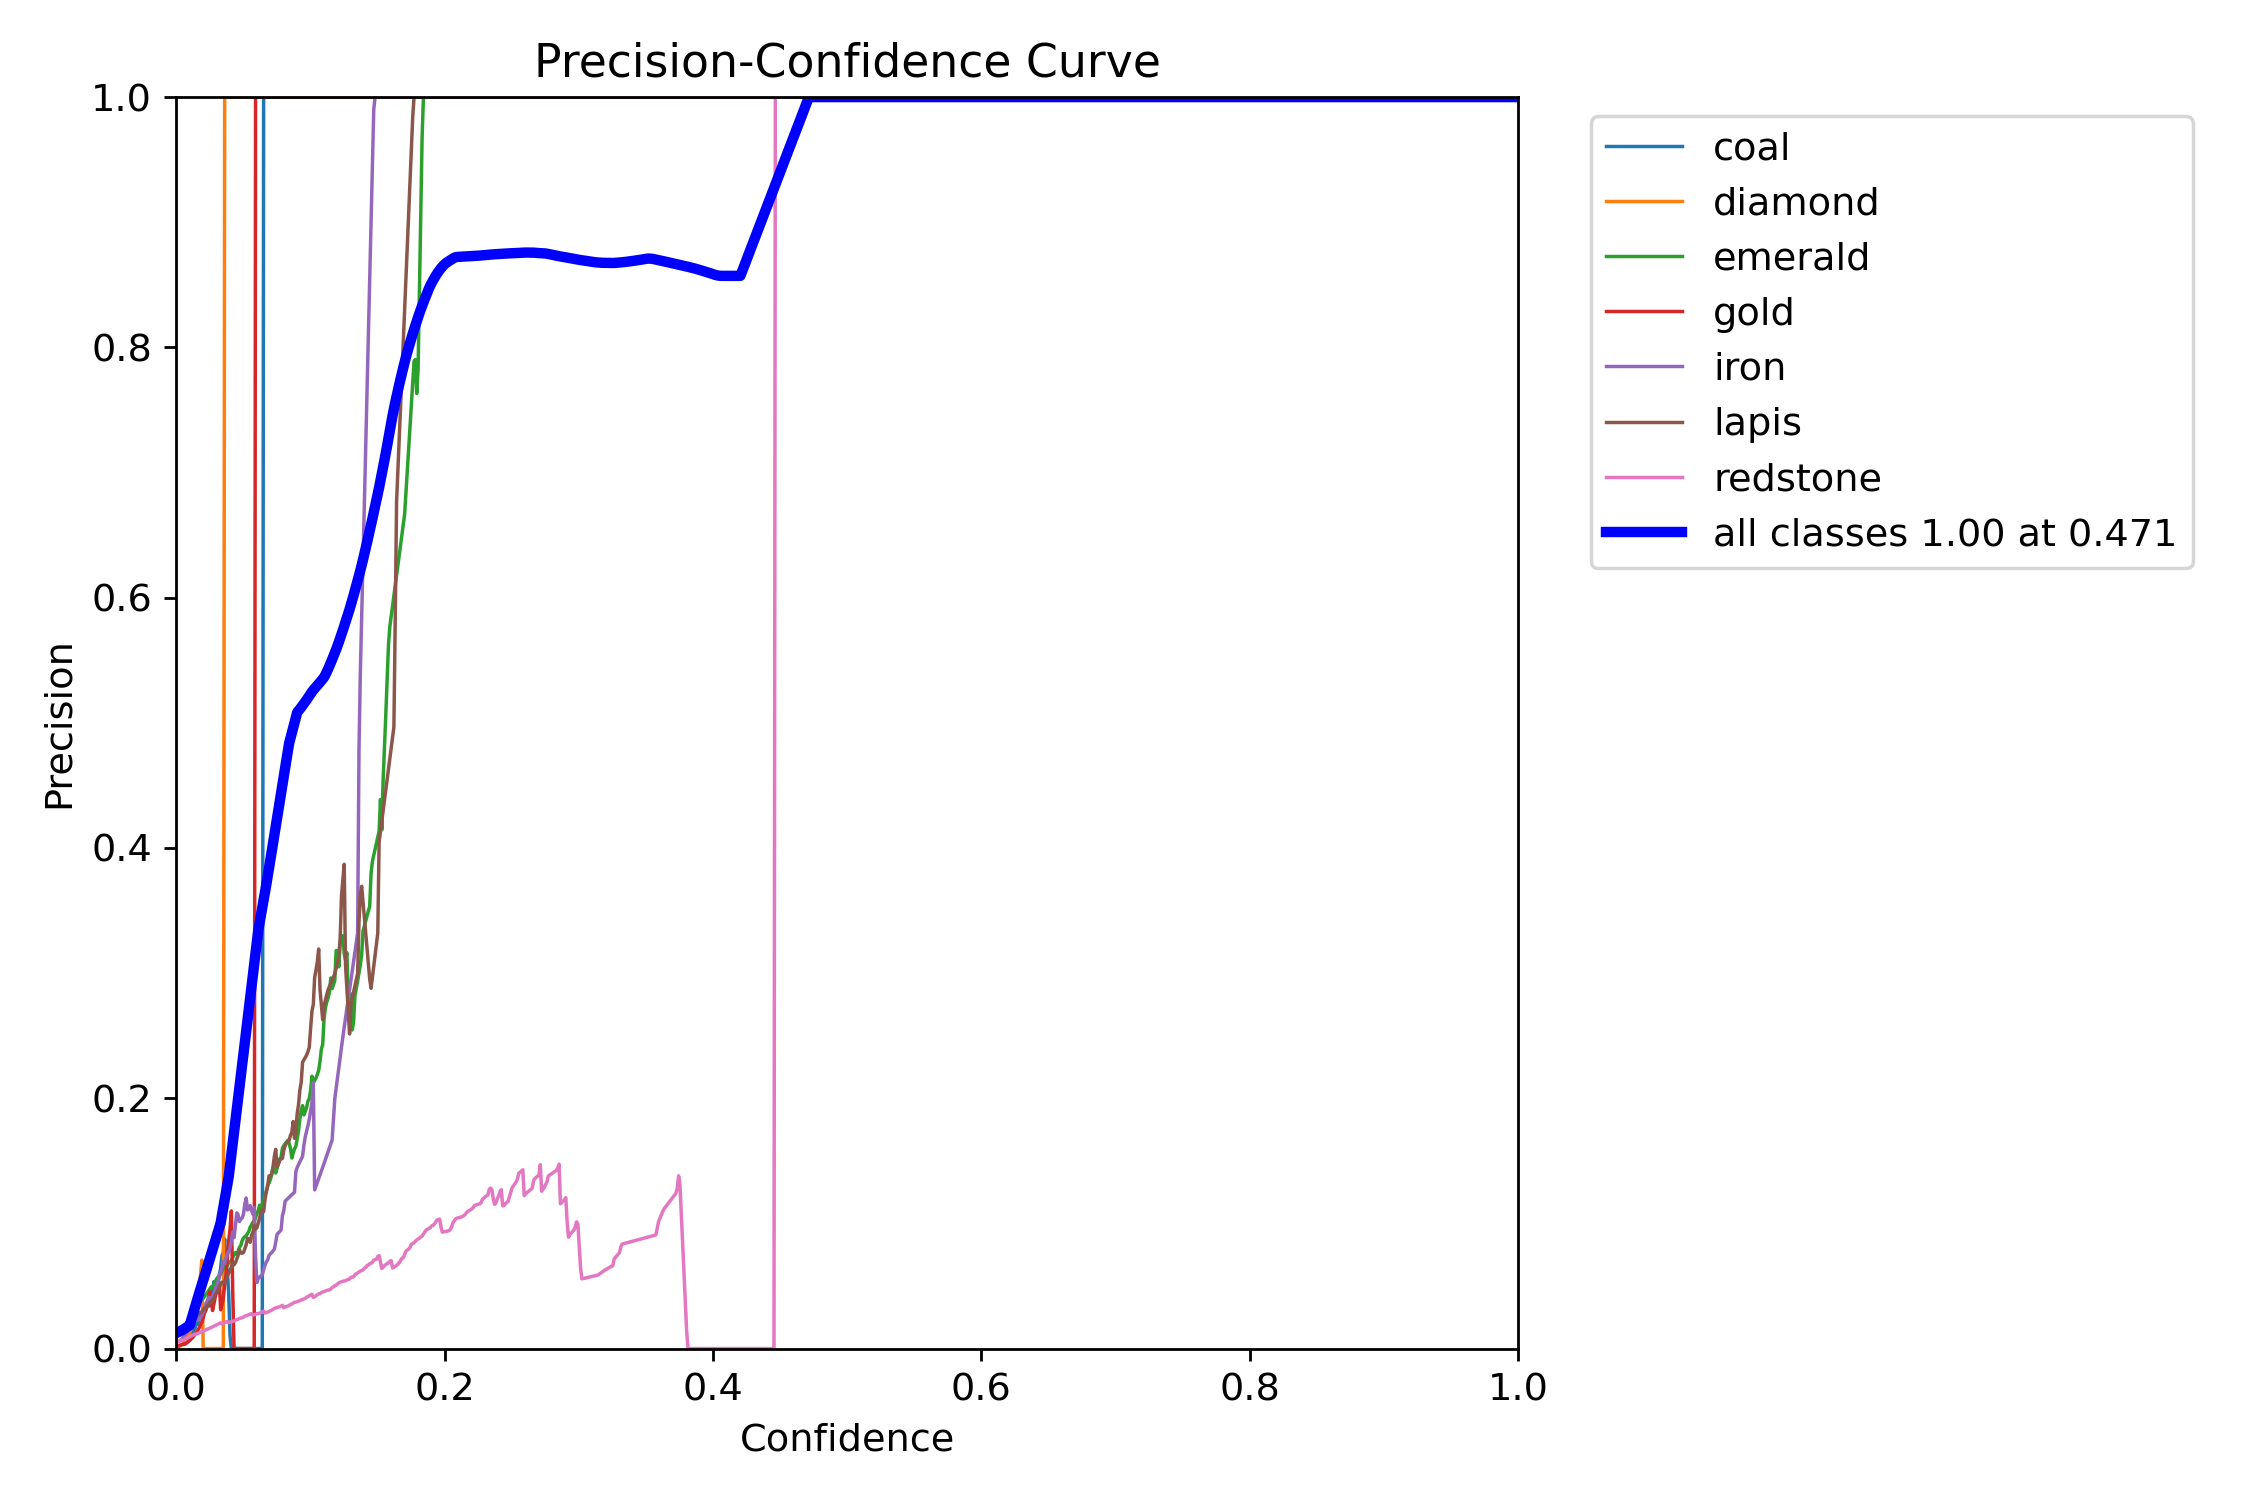 Precision-Confidence Curve
1.0
0.8
0.6
0.4
0.2
0.0
Precision
0.0 0.2 0.4 0.6 0.8 1.0
Confidence
coal
diamond
emerald
gold
iron
lapis
redstone
all classes 1.00 at 0.471